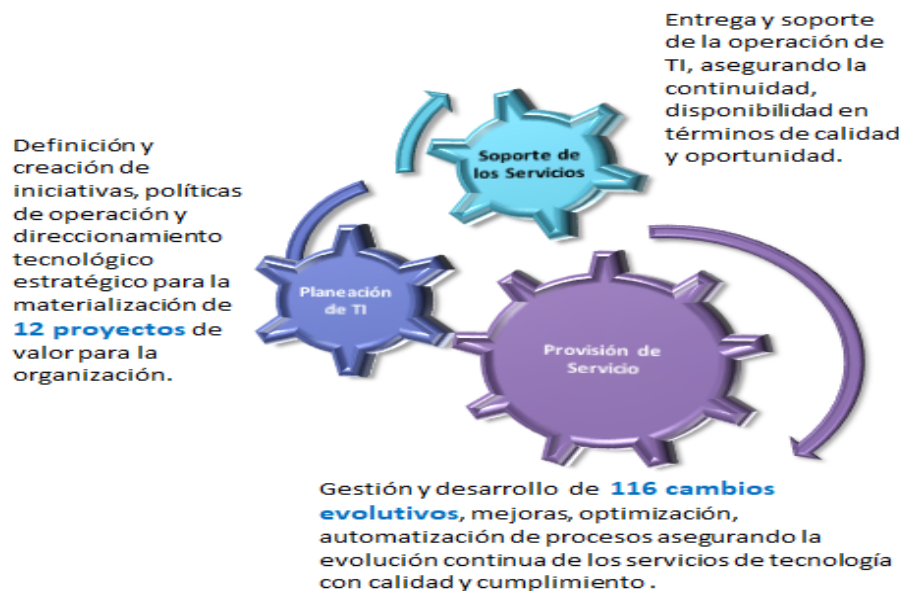 Entrega y soporte
de la operación de
TI, asegurando la
continuidad,
disponibilidad en
términos de calidad
y oportunidad.
Soporte de
los Servicios
Definición y
creación de
iniciativas, políticas
de operación y
direccionamiento
tecnológico
estratégico para la
materialización de
12 proyectos de
valor para la
organización.
Planeación
de TI
Provisión de
Servicio
Gestión y desarrollo de 116 cambios
evolutivos, mejoras, optimización,
automatización de procesos asegurando la
evolución continua de los servicios de tecnología
con calidad y cumplimiento .